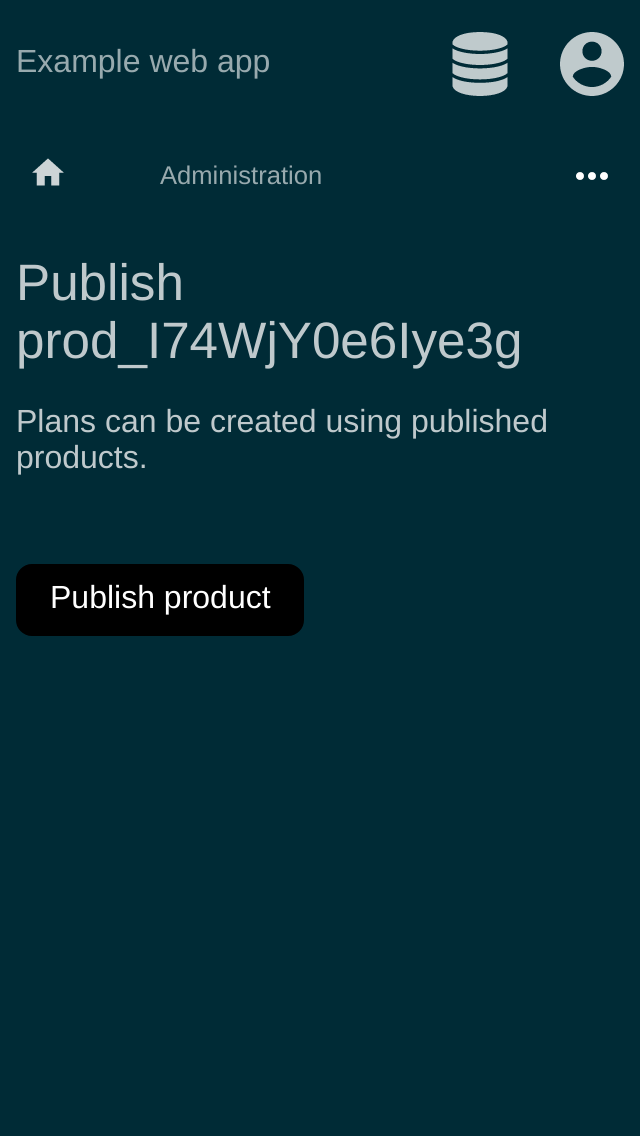 Example web app
Administration
Publish
prod_I74WjY0e6Iye3g
Plans can be created using published
products.
Publish product